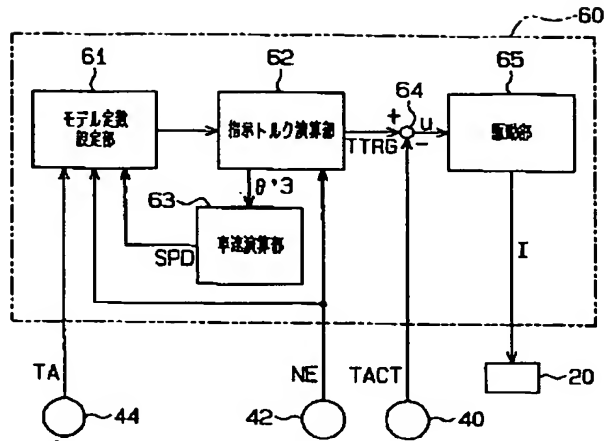 60
61
62
65
64
モデル定数
設定部
指示トルク演算部
+
u
-
TTRG
駆動部
63
θ'3
車速演算部
SPD
I
TA
NE
TACT
44
42
40
20